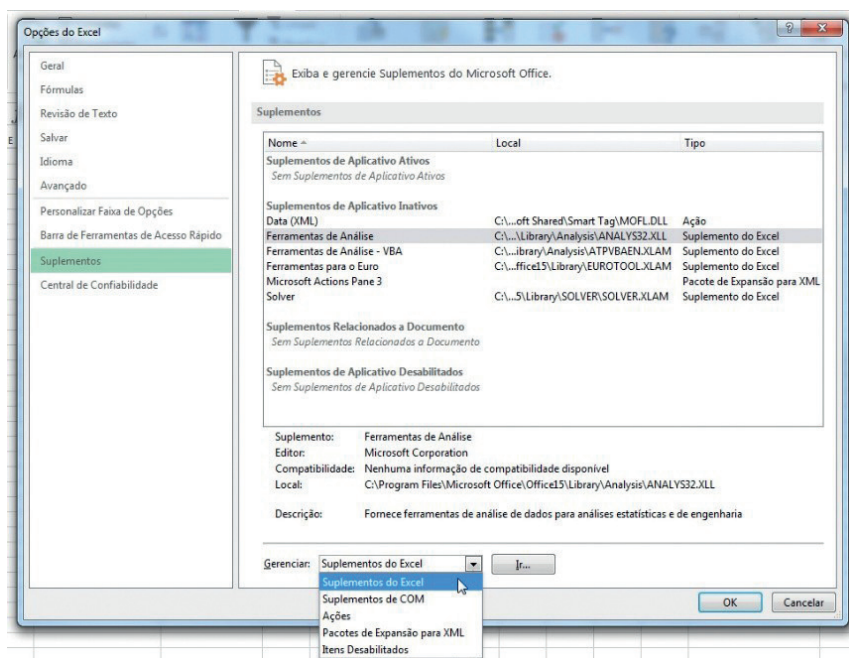 Opções do Excel
Geral
Fórmulas
Revisão de Texto
Salvar
Idioma
Avançado
Personalizar Faixa de Opções
Barra de Ferramentas de Acesso Rápido
Suplementos
Central de Confiabilidade
Exiba e gerencie Suplementos do Microsoft Office.
Suplementos
Nome Local Tipo
Suplementos de Aplicativo Ativos
Sem Suplementos de Aplicativo Ativos
Suplementos de Aplicativo Inativos
Data (XML) C:\...oft Shared\Smart Tag\MOFL.DLL Ação
Ferramentas de Análise C:\...\Library\Analysis\ANALYS32.XLL Suplemento do Excel
Ferramentas de Análise - VBA C:\...ibrary\Analysis\ATPVBAEN.XLAM Suplemento do Excel
Ferramentas para o Euro C:\...ffice15\Library\EUROTOOL.XLAM Suplemento do Excel
Microsoft Actions Pane 3 Pacote de Expansão para XML
Solver C:\...5\Library\SOLVER\SOLVER.XLAM Suplemento do Excel
Suplementos Relacionados a Documento
Sem Suplementos Relacionados a Documento
Suplementos de Aplicativo Desabilitados
Sem Suplementos de Aplicativo Desabilitados
Suplemento: Ferramentas de Análise
Editor: Microsoft Corporation
Compatibilidade: Nenhuma informação de compatibilidade disponível
Local: C:\Program Files\Microsoft Office\Office15\Library\Analysis\ANALYS32.XLL
Descrição: Fornece ferramentas de análise de dados para análises estatísticas e de engenharia
Gerenciar: Suplementos do Excel Ir...
Suplementos do Excel
Suplementos de COM
Ações
Pacotes de Expansão para XML
Itens Desabilitados
OK Cancelar